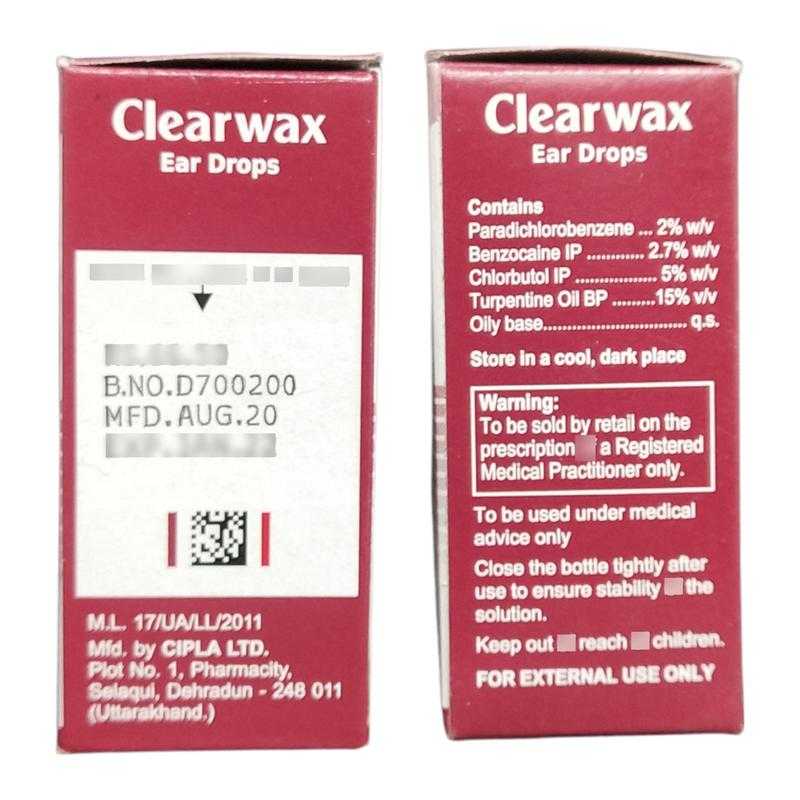 Clearwax
Ear Drops
B.NO.D700200
MFD.AUG.20
M.L. 17/UA/LL/2011
Mfd. by CIPLA LTD.
Plot No. 1, Pharmacity,
Selaqui, Dehradun - 248 011
(Uttarakhand.)
Clearwax
Ear Drops
Contains
Paradichlorobenzene ... 2% w/v
Benzocaine IP ............ 2.7% w/v
Chlorbutol IP ................... 5% w/v
Turpentine Oil BP .........15% v/v
Oily base............................... q.s.
Store in a cool, dark place
Warning:
To be sold by retail on the
prescription a Registered
Medical Practitioner only.
To be used under medical
advice only
Close the bottle tightly after
use to ensure stability the
solution.
Keep out reach children.
FOR EXTERNAL USE ONLY